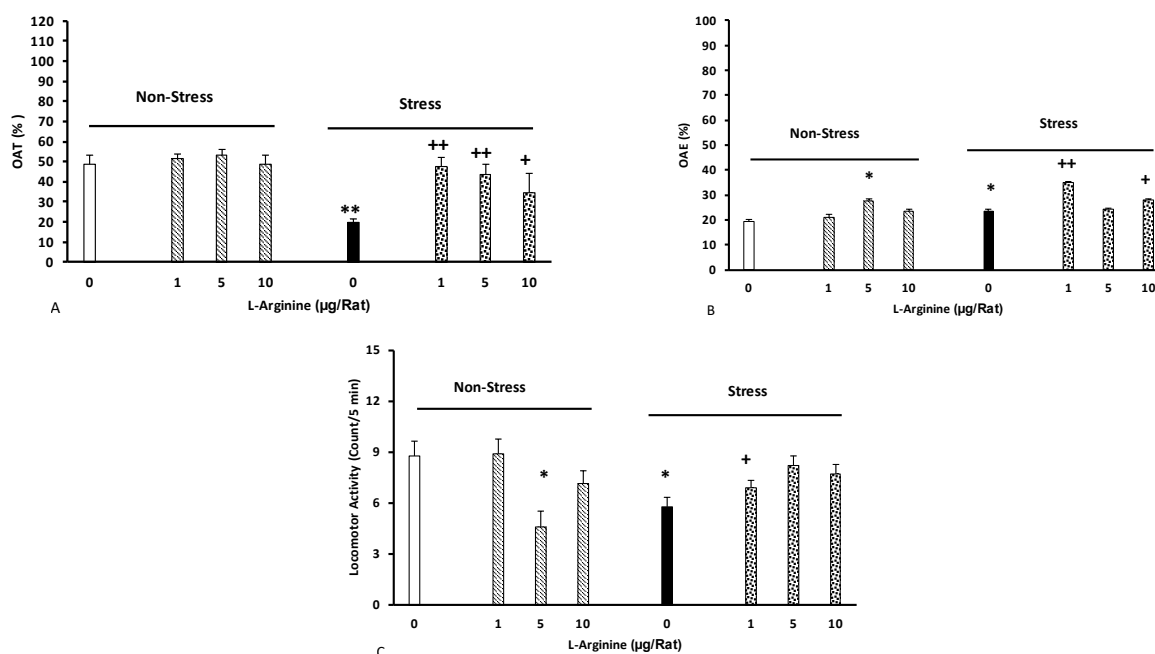 120
110
100
90
80
70
60
50
40
30
20
10
0
OAT (% )
Non-Stress
Stress
**
++
++
+
0 1 5 10 0 1 5 10
L-Arginine (µg/Rat)
A
100
90
80
70
60
50
40
30
20
10
0
OAE (%)
Non-Stress
Stress
*
*
++
+
0 1 5 10 0 1 5 10
L-Arginine (µg/Rat)
B
15
12
9
6
3
0
Locomotor Activity (Count/5 min)
Non-Stress
Stress
*
*
+
0 1 5 10 0 1 5 10
L-Arginine (µg/Rat)
C